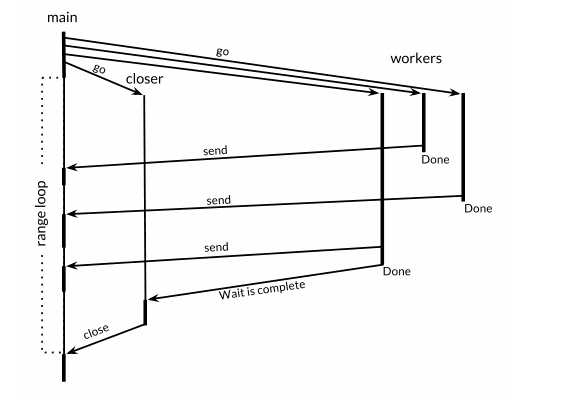 main
go
workers
go
closer
send
Done
send
Done
range loop
send
Done
Wait is complete
close